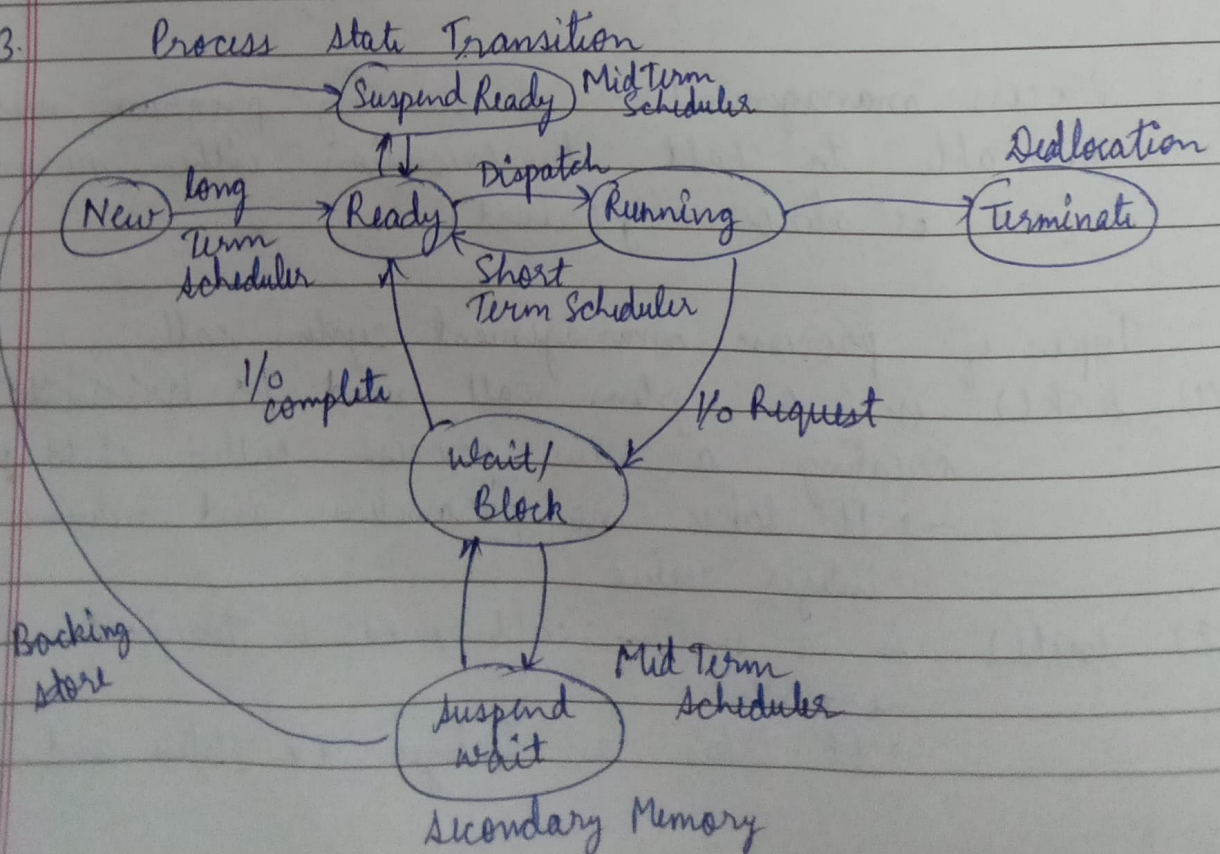 3. Process state Transition
Suspend Ready
Mid Term
Scheduler
Deallocation
Dispatch
long
New
Ready
Running
Terminate
Term
Scheduler
Short
Term Scheduler
I/o
complete
I/o Request
Wait/
Block
Backing
store
Mid Term
Scheduler
Suspend
wait
Secondary Memory